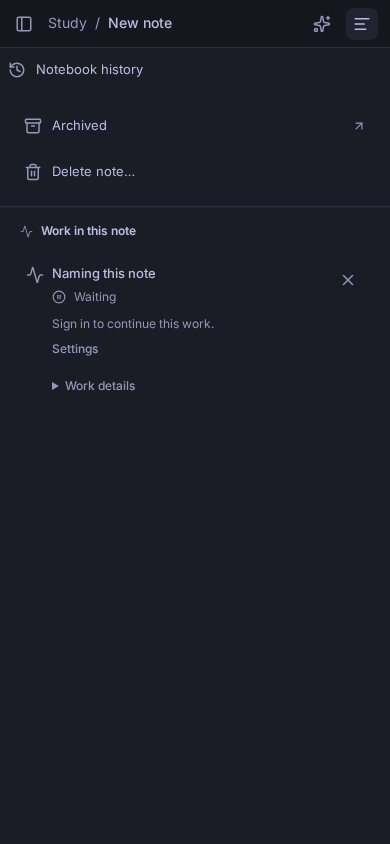 Study / New note
Notebook history
Archived
Delete note...
Work in this note
Naming this note
Waiting
Sign in to continue this work.
Settings
Work details